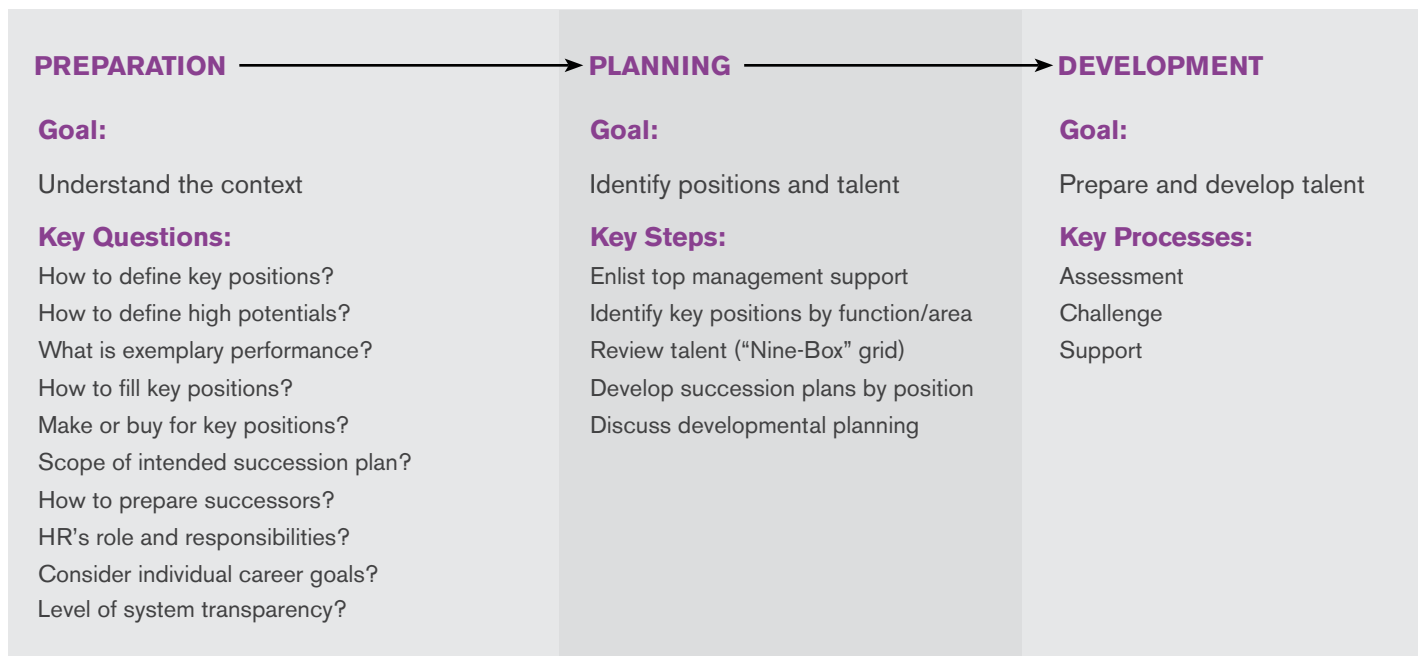 PREPARATION
Goal:
Understand the context
Key Questions:
How to define key positions?
How to define high potentials?
What is exemplary performance?
How to fill key positions?
Make or buy for key positions?
Scope of intended succession plan?
How to prepare successors?
HR’s role and responsibilities?
Consider individual career goals?
Level of system transparency?
PLANNING
Goal:
Identify positions and talent
Key Steps:
Enlist top management support
Identify key positions by function/area
Review talent (“Nine-Box” grid)
Develop succession plans by position
Discuss developmental planning
DEVELOPMENT
Goal:
Prepare and develop talent
Key Processes:
Assessment
Challenge
Support